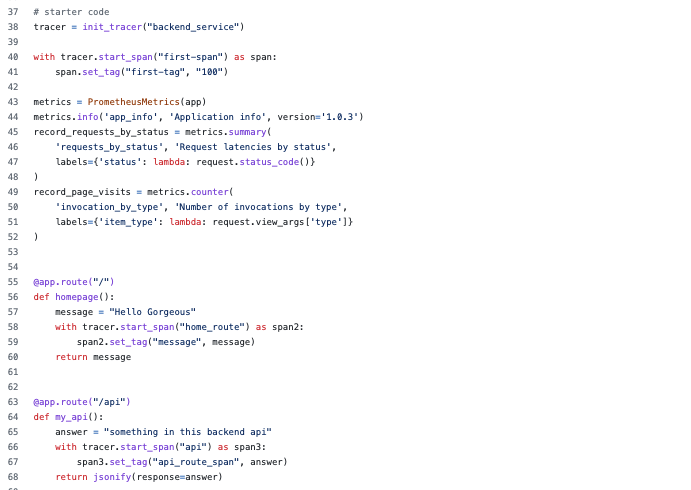 37 # starter code
38 tracer = init_tracer("backend_service")
39
40 with tracer.start_span("first-span") as span:
41     span.set_tag("first-tag", "100")
42
43 metrics = PrometheusMetrics(app)
44 metrics.info('app_info', 'Application info', version='1.0.3')
45 record_requests_by_status = metrics.summary(
46     'requests_by_status', 'Request latencies by status',
47     labels={'status': lambda: request.status_code()}
48 )
49 record_page_visits = metrics.counter(
50     'invocation_by_type', 'Number of invocations by type',
51     labels={'item_type': lambda: request.view_args['type']}
52 )
53
54
55 @app.route("/")
56 def homepage():
57     message = "Hello Gorgeous"
58     with tracer.start_span("home_route") as span2:
59         span2.set_tag("message", message)
60     return message
61
62
63 @app.route("/api")
64 def my_api():
65     answer = "something in this backend api"
66     with tracer.start_span("api") as span3:
67         span3.set_tag("api_route_span", answer)
68     return jsonify(response=answer)